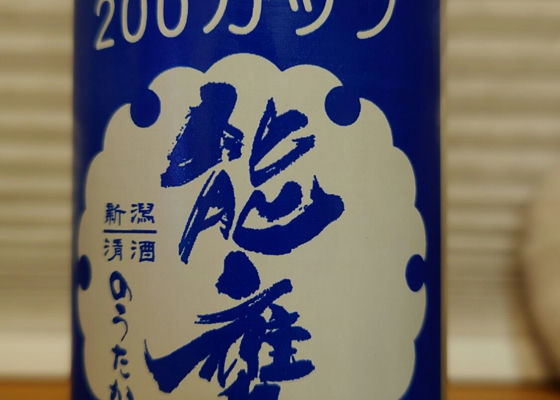 200カップ
能鷹
新潟
清酒
のうたか